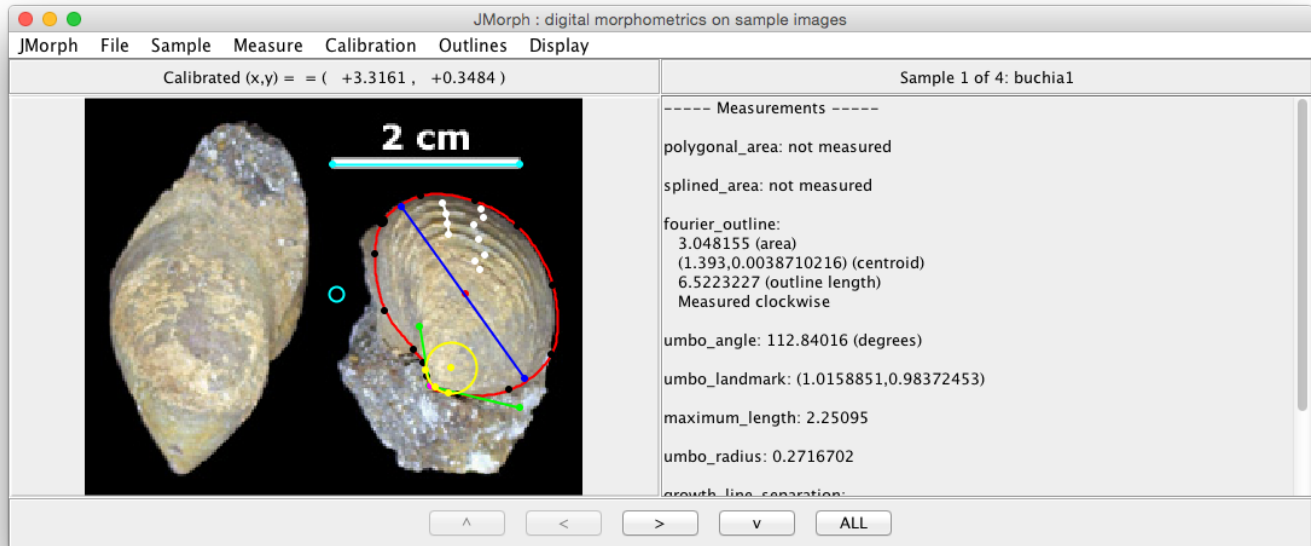 JMorph : digital morphometrics on sample images
JMorph File Sample Measure Calibration Outlines Display
Calibrated (x,y) = = ( +3.3161 , +0.3484 )
Sample 1 of 4: buchia1
2 cm
----- Measurements -----
polygonal_area: not measured
splined_area: not measured
fourier_outline:
3.048155 (area)
(1.393,0.0038710216) (centroid)
6.5223227 (outline length)
Measured clockwise
umbo_angle: 112.84016 (degrees)
umbo_landmark: (1.0158851,0.98372453)
maximum_length: 2.25095
umbo_radius: 0.2716702
growth_line_separation:
^ < > v ALL